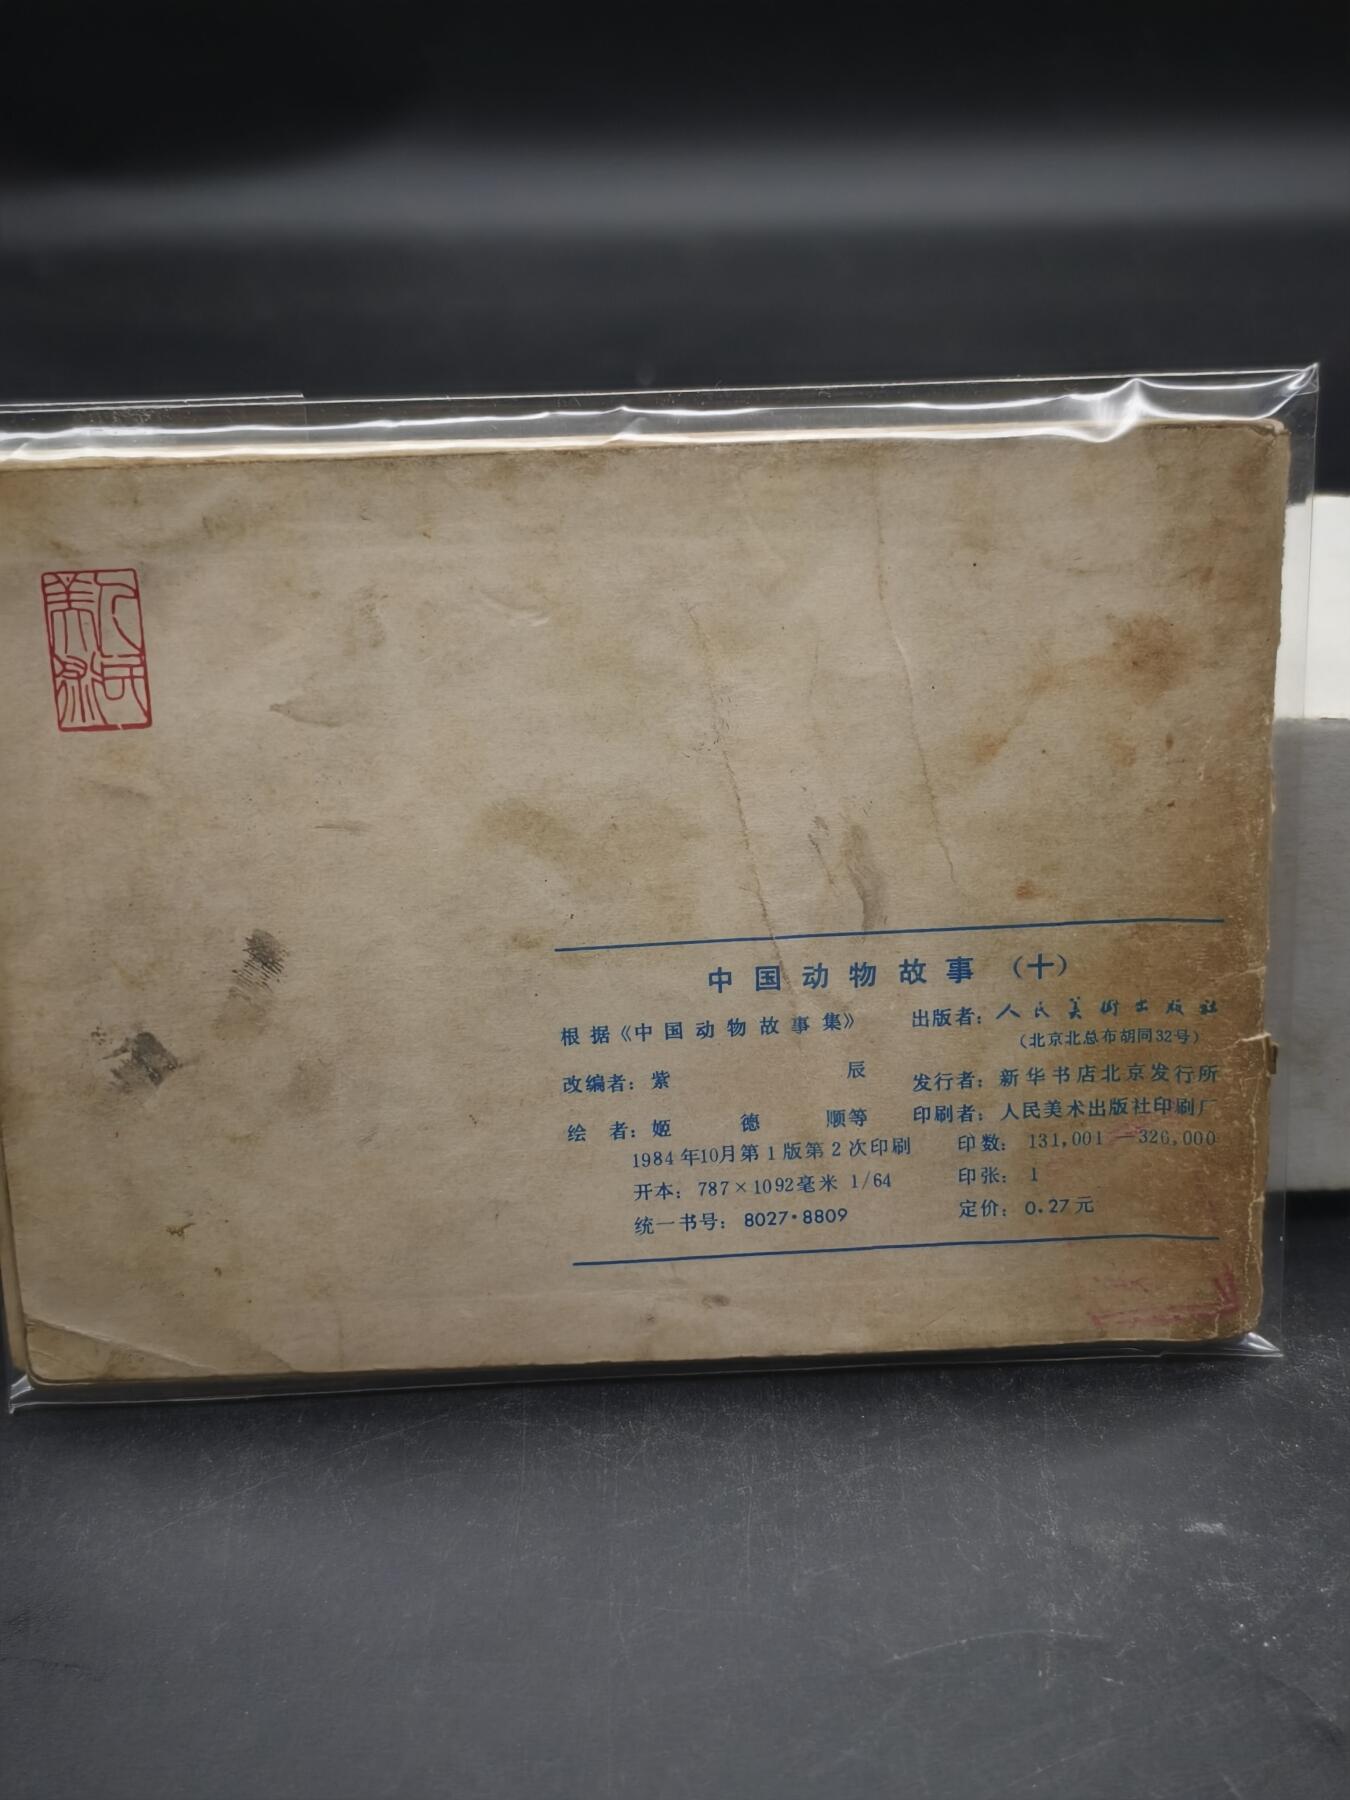 人民美術
中国动物故事（十）
根据《中国动物故事集》
改编者：紫辰
绘者：姬德顺等
1984年10月第1版第2次印刷
开本：787×1092毫米 1/64
统一书号：8027·8809
出版者：人民美術出版社
（北京北总布胡同32号）
发行者：新华书店北京发行所
印刷者：人民美术出版社印刷厂
印数：131,001—326,000
印张：1
定价：0.27元